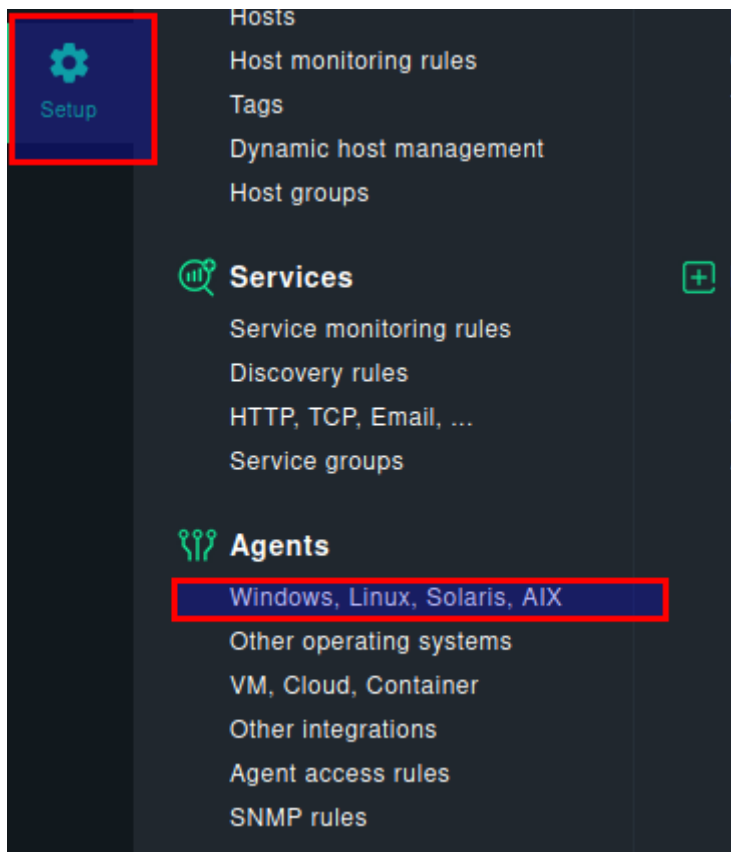 Setup
Hosts
Host monitoring rules
Tags
Dynamic host management
Host groups
Services
Service monitoring rules
Discovery rules
HTTP, TCP, Email, ...
Service groups
Agents
Windows, Linux, Solaris, AIX
Other operating systems
VM, Cloud, Container
Other integrations
Agent access rules
SNMP rules